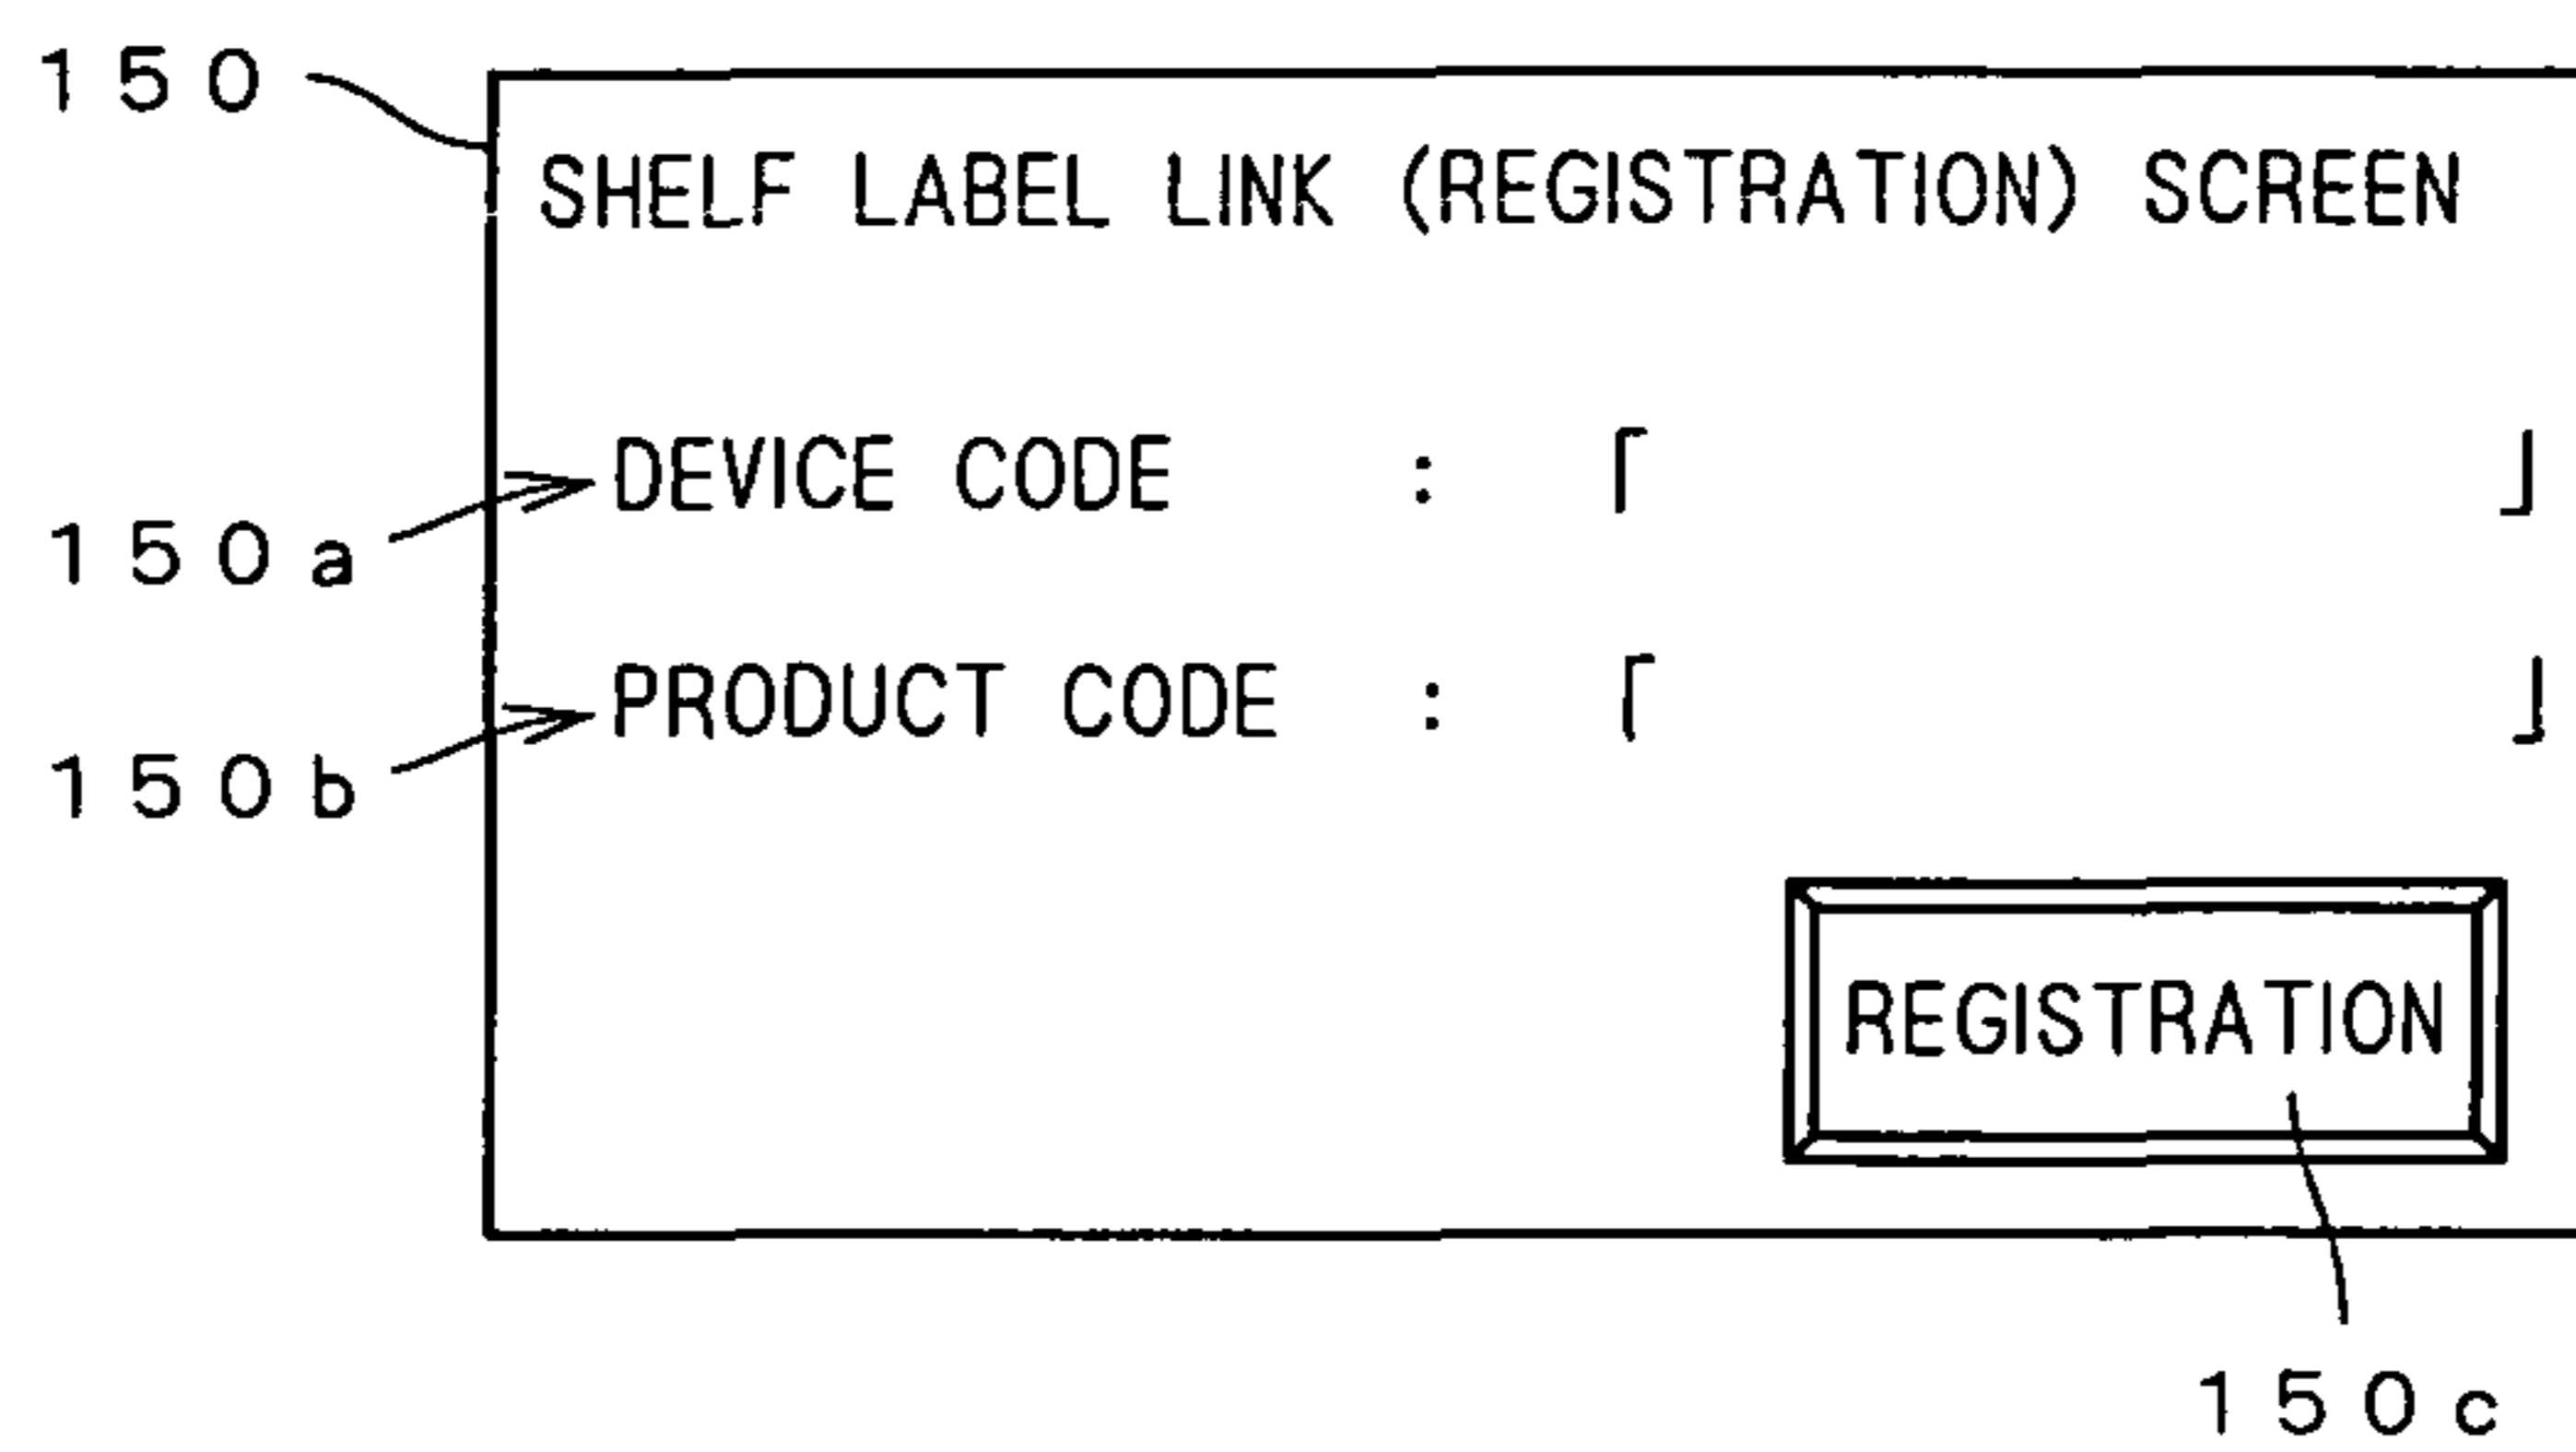 150
SHELF LABEL LINK (REGISTRATION) SCREEN
DEVICE CODE : ｢ ｣
150a
PRODUCT CODE : ｢ ｣
150b
REGISTRATION
150c